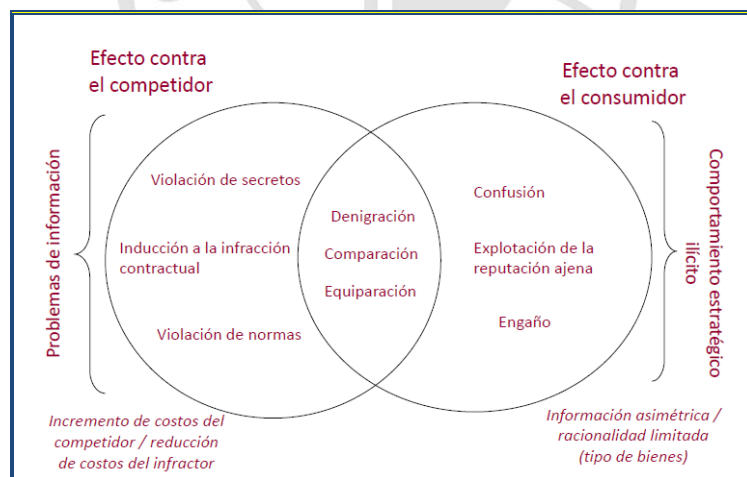 Efecto contra
el competidor
Efecto contra
el consumidor
Problemas de información
Violación de secretos
Inducción a la infracción
contractual
Violación de normas
Denigración
Comparación
Equiparación
Confusión
Explotación de la
reputación ajena
Engaño
Comportamiento estratégico
ilícito
Incremento de costos del
competidor / reducción
de costos del infractor
Información asimétrica /
racionalidad limitada
(tipo de bienes)